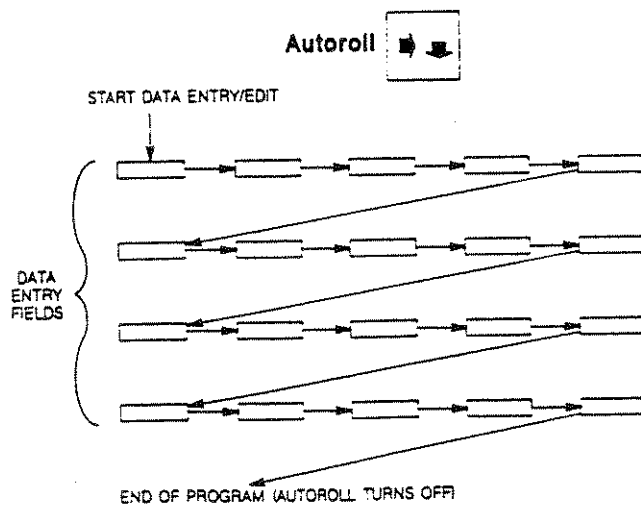 Autoroll
START DATA ENTRY/EDIT
DATA
ENTRY
FIELDS
END OF PROGRAM (AUTOROLL TURNS OFF)